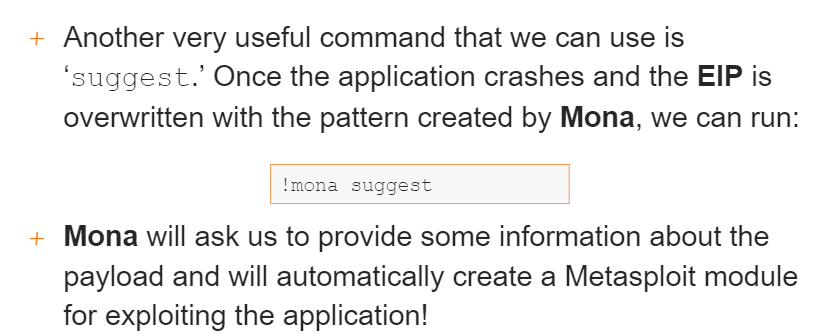 + Another very useful command that we can use is
‘suggest.’ Once the application crashes and the EIP is
overwritten with the pattern created by Mona, we can run:
!mona suggest
+ Mona will ask us to provide some information about the
payload and will automatically create a Metasploit module
for exploiting the application!